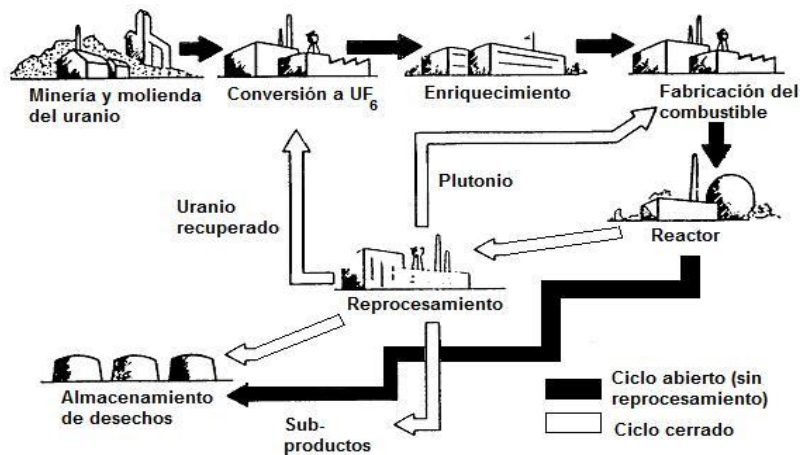 Minería y molienda
del uranio
Conversión a UF6
Enriquecimiento
Fabricación del
combustible
Plutonio
Uranio
recuperado
Reactor
Reprocesamiento
Almacenamiento
de desechos
Sub-
productos
Ciclo abierto (sin
reprocesamiento)
Ciclo cerrado